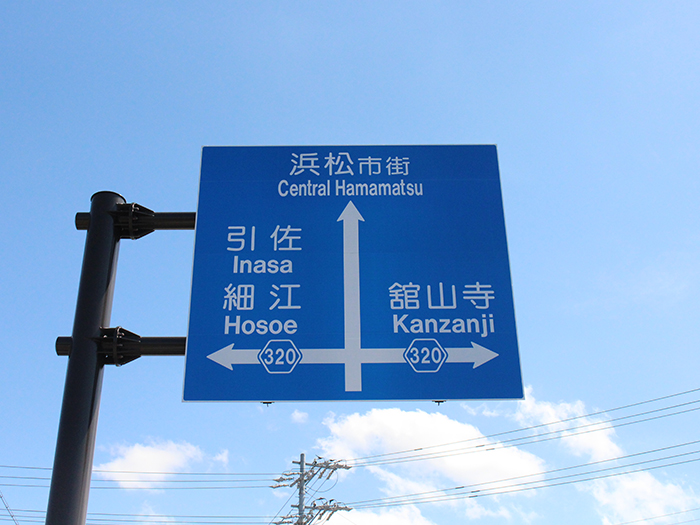 浜松市街
Central Hamamatsu
引佐
Inasa
細江
Hosoe
舘山寺
Kanzanji
320
320